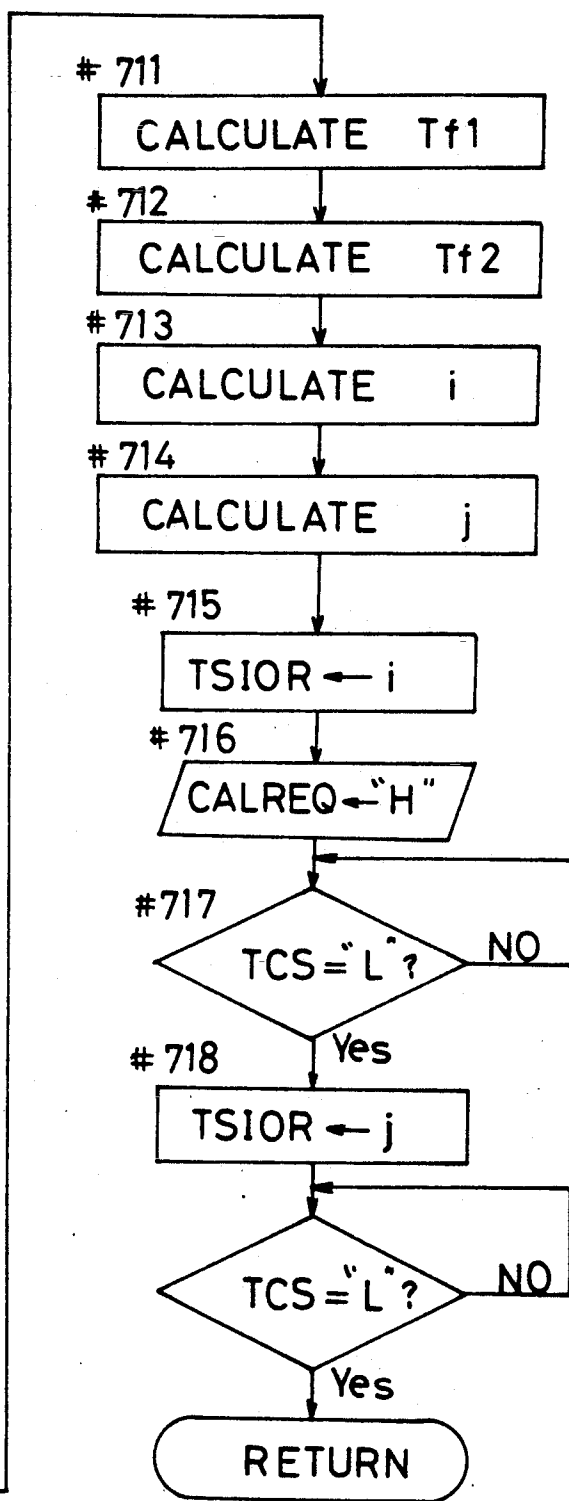 # 711
CALCULATE Tf1
# 712
CALCULATE Tf2
# 713
CALCULATE i
# 714
CALCULATE j
# 715
TSIOR ← i
# 716
CALREQ ← "H"
#717
TCS = "L" ?
NO
Yes
# 718
TSIOR ← j
TCS = "L" ?
NO
Yes
RETURN